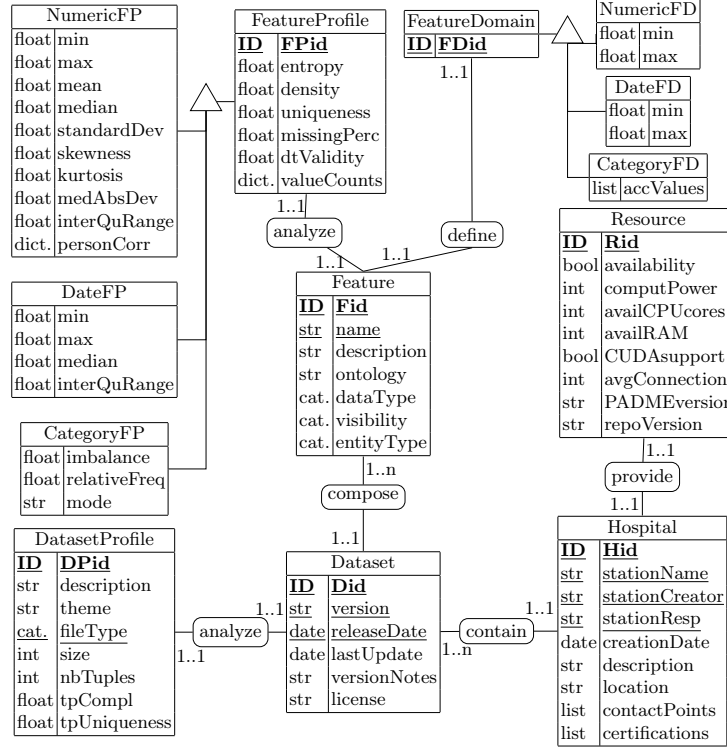 NumericFP
float min
float max
float mean
float median
float standardDev
float skewness
float kurtosis
float medAbsDev
float interQuRange
dict. personCorr
DateFP
float min
float max
float median
float interQuRange
CategoryFP
float imbalance
float relativeFreq
str mode
FeatureProfile
ID FPid
float entropy
float density
float uniqueness
float missingPerc
float dtValidity
dict. valueCounts
1..1
analyze
1..1
FeatureDomain
ID FDid
1..1
define
1..1
NumericFD
float min
float max
DateFD
float min
float max
CategoryFD
list accValues
Feature
ID Fid
str name
str description
str ontology
cat. dataType
cat. visibility
cat. entityType
1..n
compose
1..1
Resource
ID Rid
bool availability
int computPower
int availCPUcores
int availRAM
bool CUDAsupport
int avgConnection
str PADMEversion
str repoVersion
1..1
provide
1..1
DatasetProfile
ID DPid
str description
str theme
cat. fileType
int size
int nbTuples
float tpCompl
float tpUniqueness
1..1
analyze
1..1
Dataset
ID Did
str version
date releaseDate
date lastUpdate
str versionNotes
str license
1..n
contain
1..1
Hospital
ID Hid
str stationName
str stationCreator
str stationResp
date creationDate
str description
str location
list contactPoints
list certifications